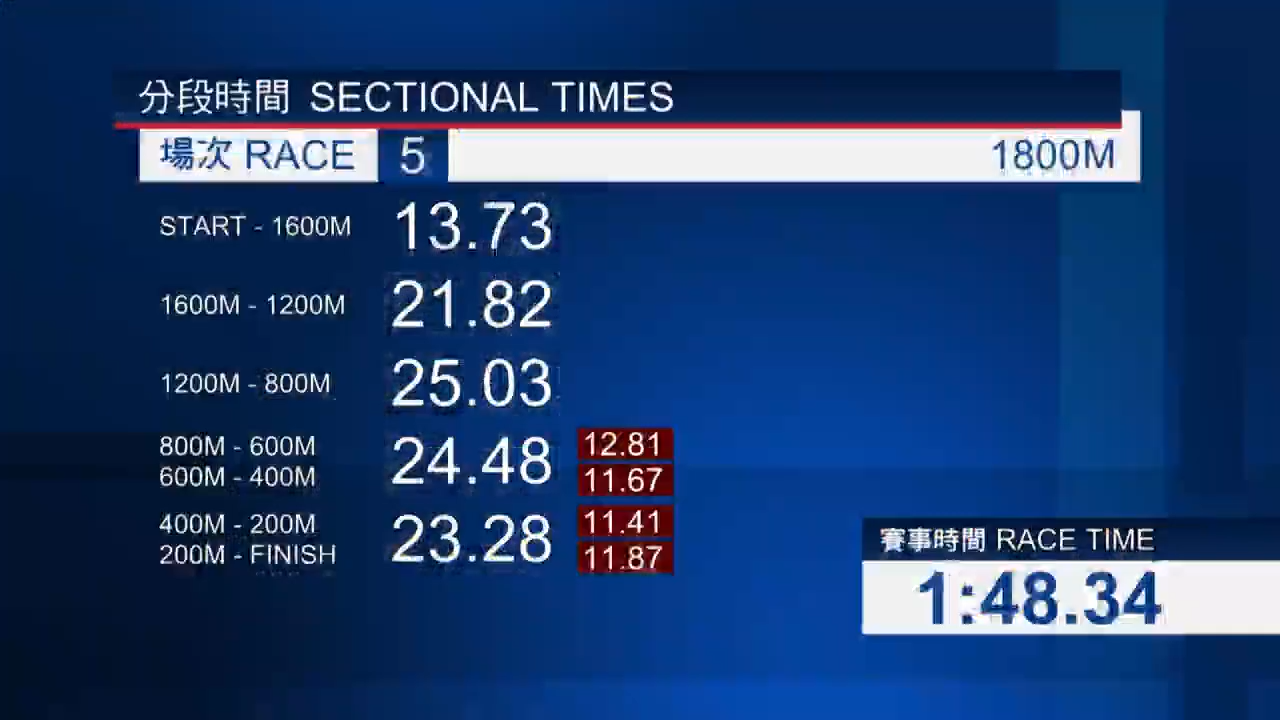 分段時間 SECTIONAL TIMES
場次 RACE 5 1800M
START - 1600M 13.73
1600M - 1200M 21.82
1200M - 800M 25.03
800M - 600M 24.48 12.81
600M - 400M 11.67
400M - 200M 23.28 11.41
200M - FINISH 11.87
賽事時間 RACE TIME
1:48.34